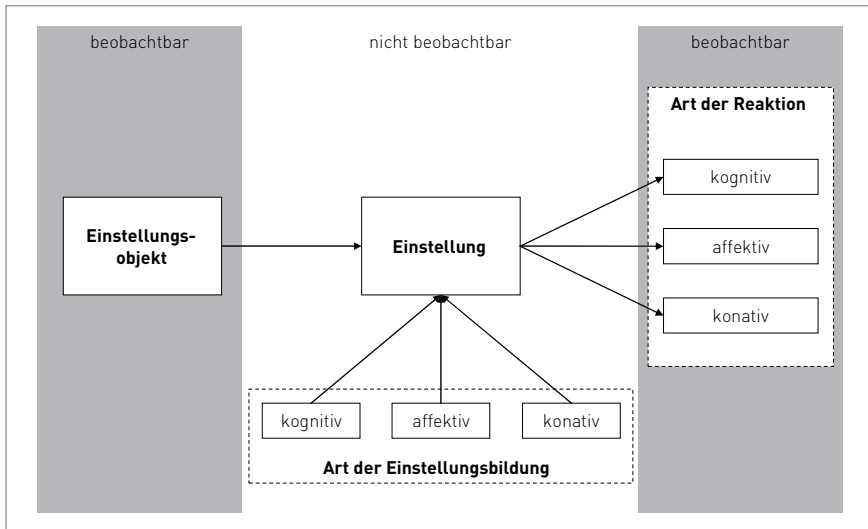 beobachtbar
nicht beobachtbar
beobachtbar
Art der Reaktion
kognitiv
affektiv
konativ
Einstellungs-
objekt
Einstellung
kognitiv
affektiv
konativ
Art der Einstellungsbildung